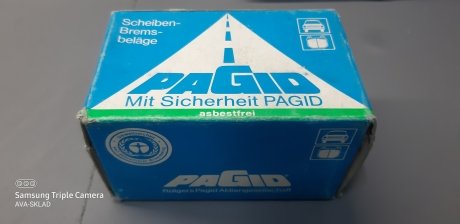 Scheiben-
Brems-
beläge
PAGID
Mit Sicherheit PAGID
asbestfrei
PAGID
Rütgers Pagid Aktiengesellschaft
Samsung Triple Camera
AVA-SKLAD